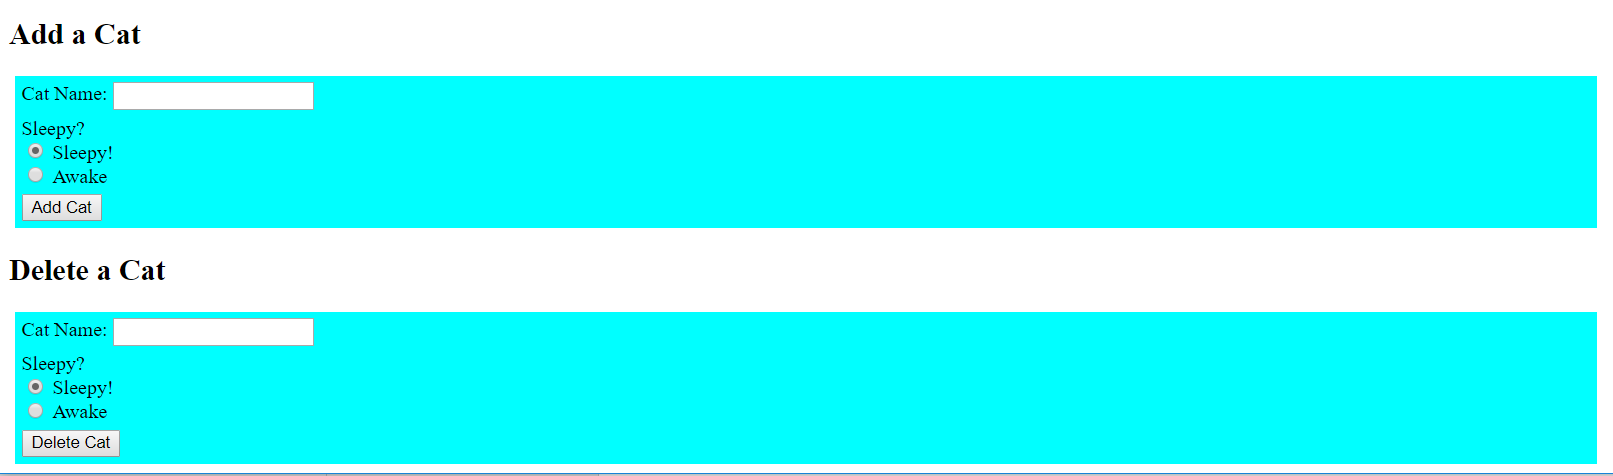 Add a Cat
Cat Name:
Sleepy?
Sleepy!
Awake
Add Cat
Delete a Cat
Cat Name:
Sleepy?
Sleepy!
Awake
Delete Cat